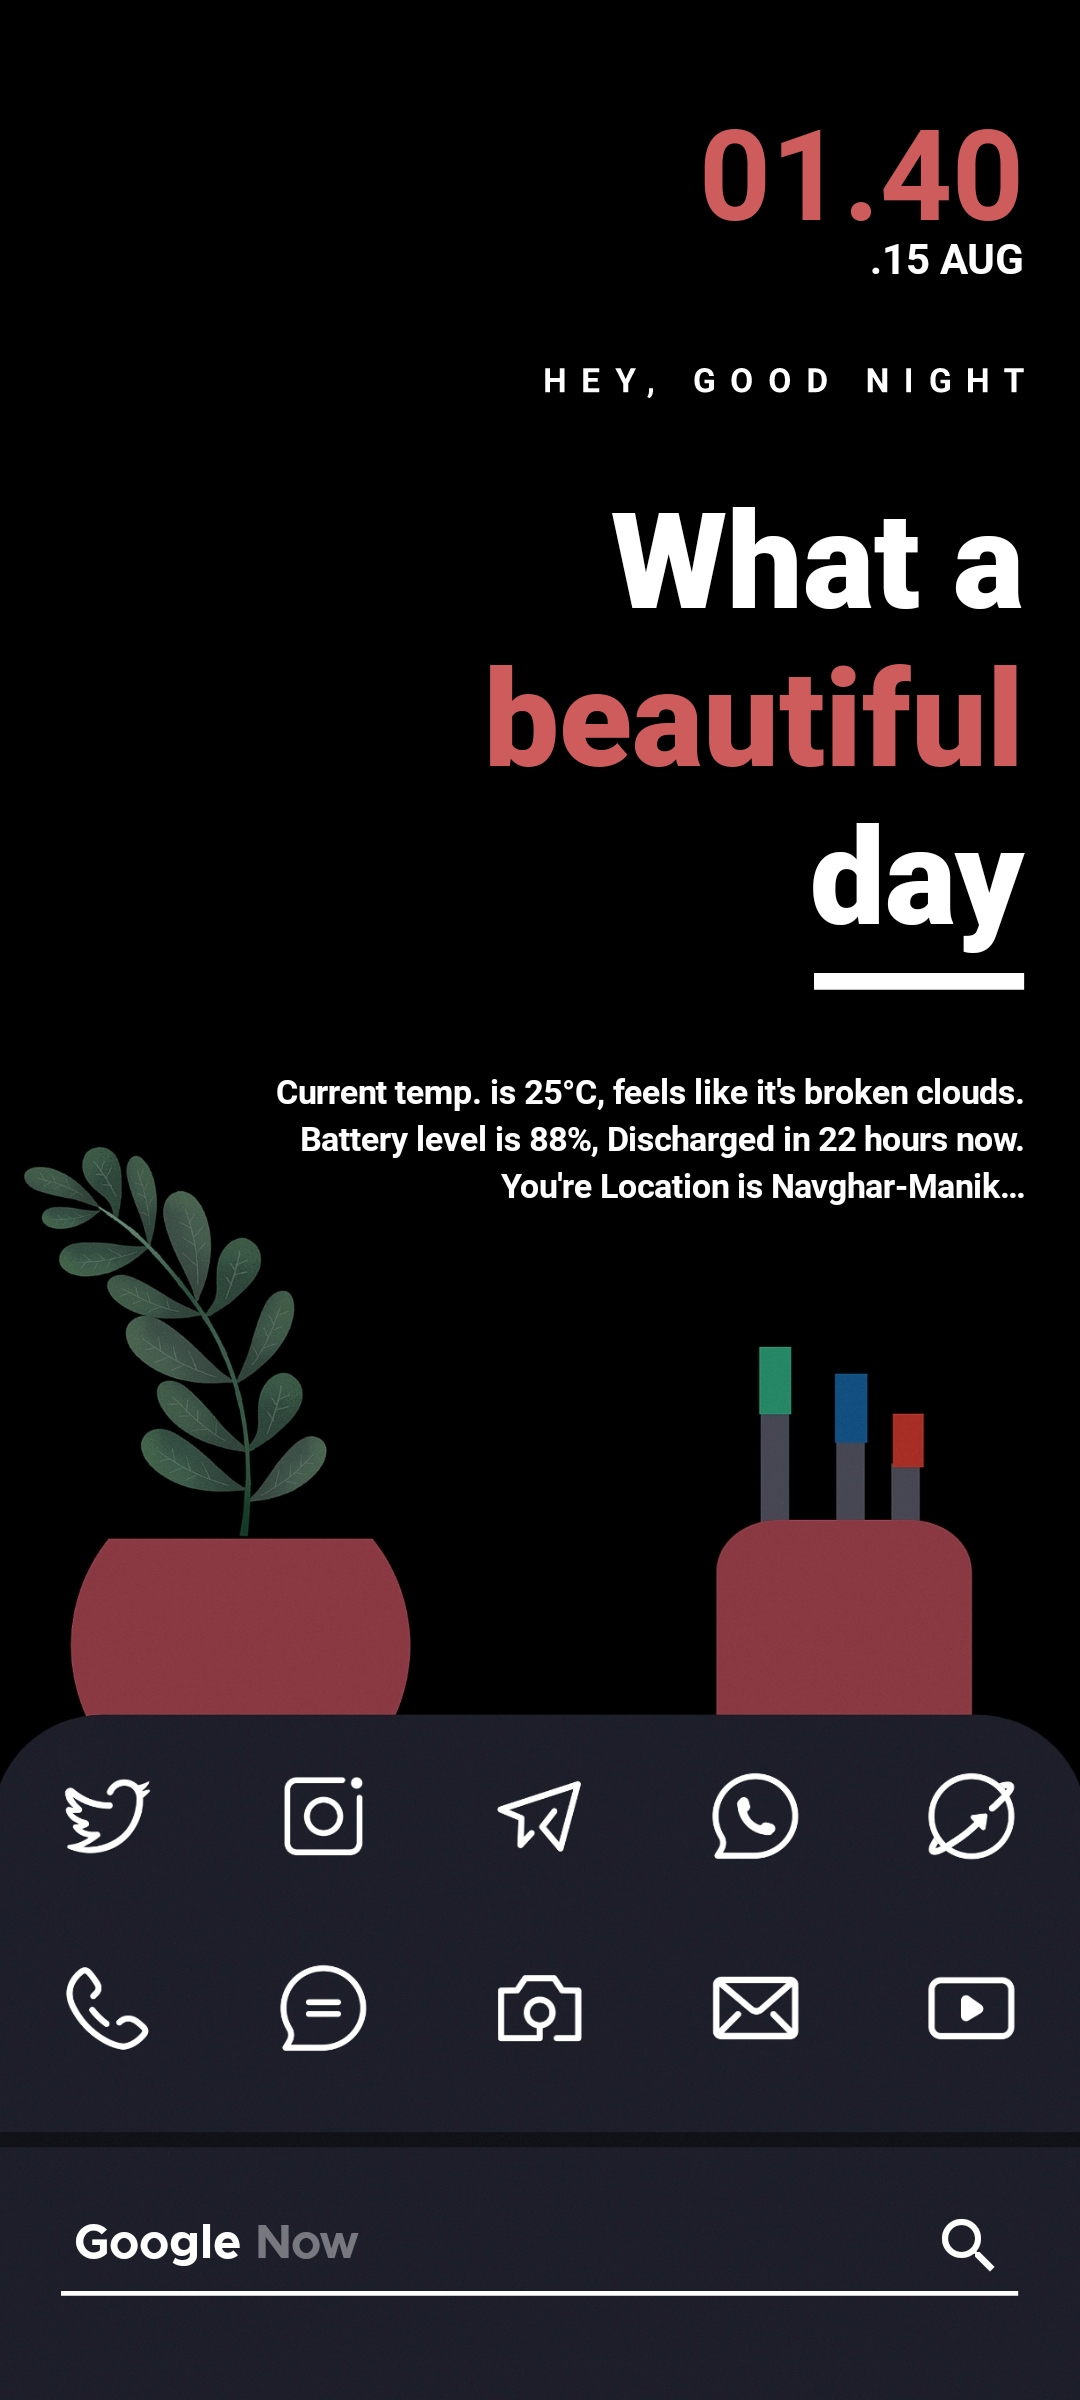 01.40
.15 AUG
HEY, GOOD NIGHT
What a
beautiful
day
Current temp. is 25°C, feels like it's broken clouds.
Battery level is 88%, Discharged in 22 hours now.
You're Location is Navghar-Manik...
Google Now